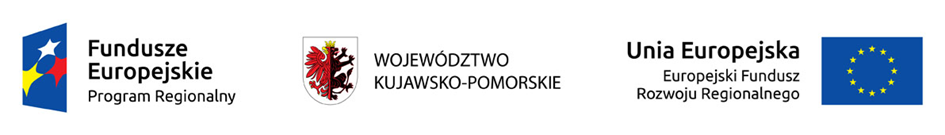 Fundusze
Europejskie
Program Regionalny
WOJEWÓDZTWO
KUJAWSKO-POMORSKIE
Unia Europejska
Europejski Fundusz
Rozwoju Regionalnego